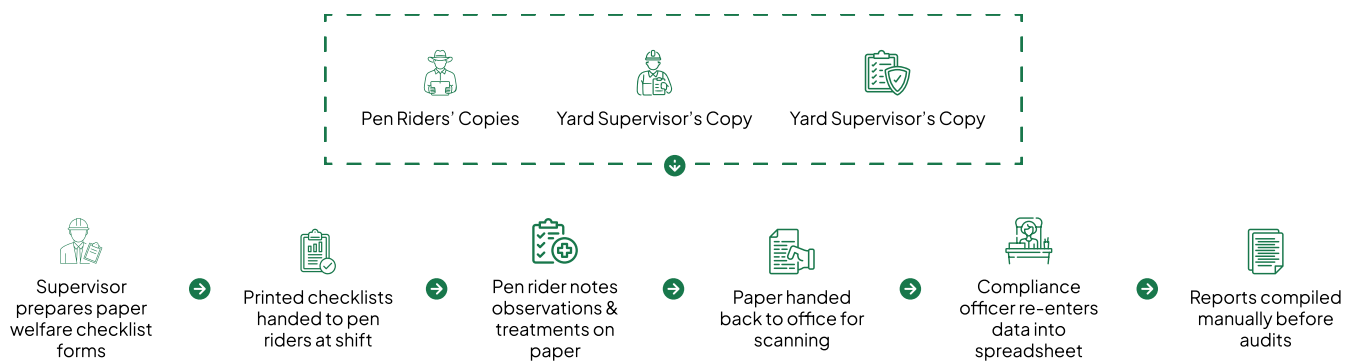 Pen Riders' Copies
Yard Supervisor's Copy
Yard Supervisor's Copy
Supervisor
prepares paper
welfare checklist
forms
Printed checklists
handed to pen
riders at shift
Pen rider notes
observations &
treatments on
paper
Paper handed
back to office for
scanning
Compliance
officer re-enters
data into
spreadsheet
Reports compiled
manually before
audits